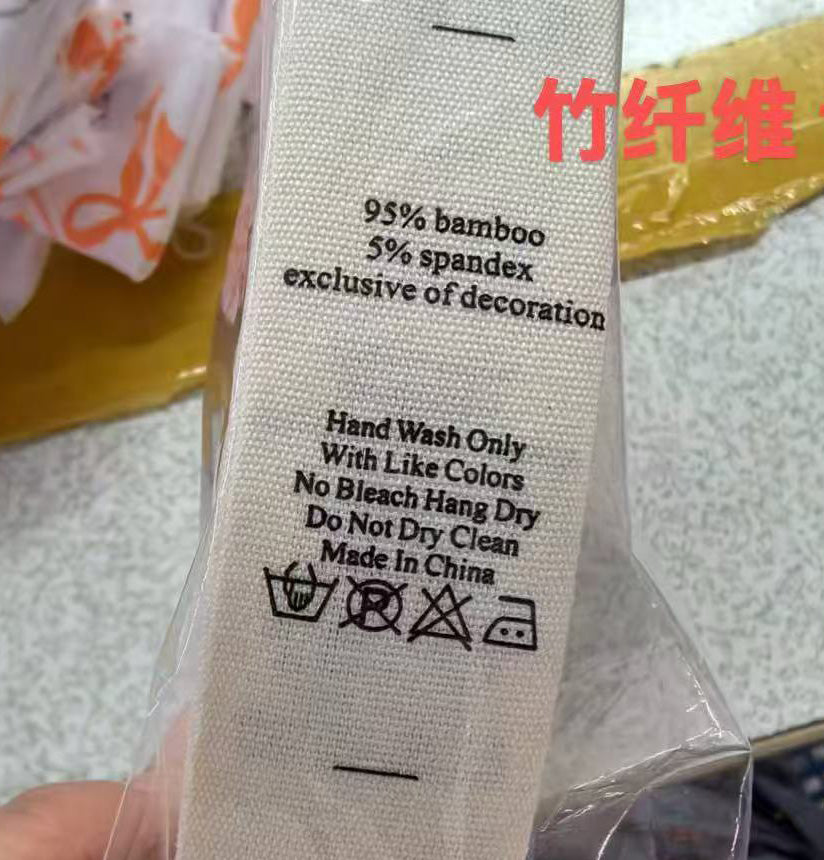 竹纤维
95% bamboo
5% spandex
exclusive of decoration
Hand Wash Only
With Like Colors
No Bleach Hang Dry
Do Not Dry Clean
Made In China
P